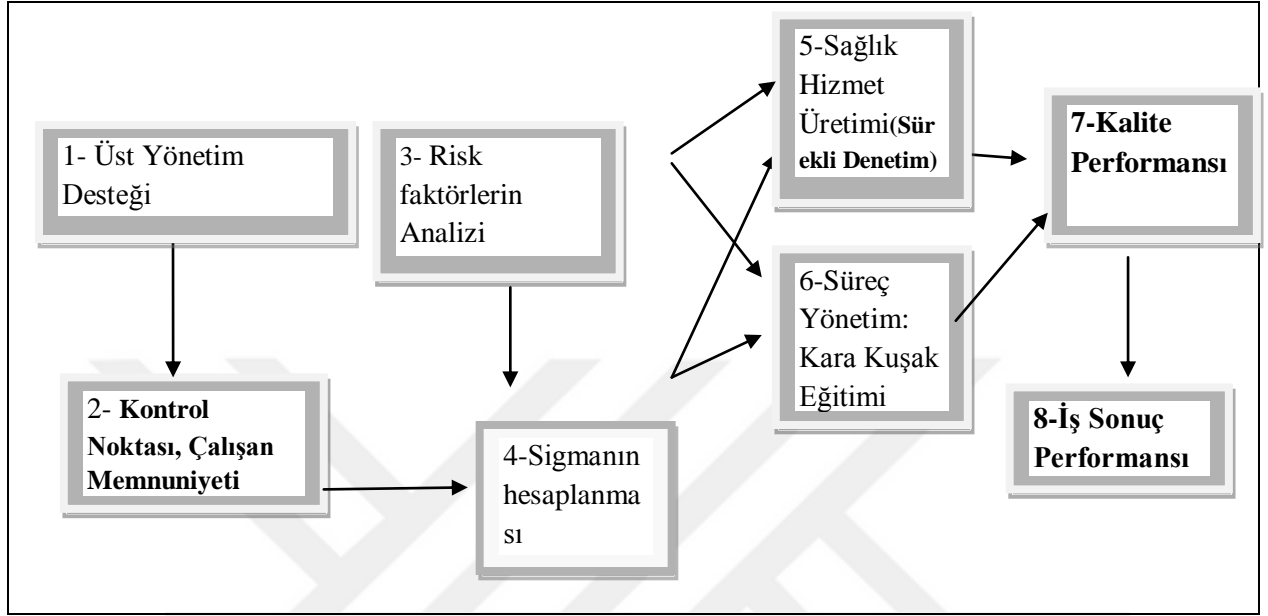 1- Üst Yönetim
Desteği
2- Kontrol
Noktası, Çalışan
Memnuniyeti
3- Risk
faktörlerin
Analizi
4-Sigmanın
hesaplanma
sı
5-Sağlık
Hizmet
Üretimi(Sür
ekli Denetim)
6-Süreç
Yönetim:
Kara Kuşak
Eğitimi
7-Kalite
Performansı
8-İş Sonuç
Performansı